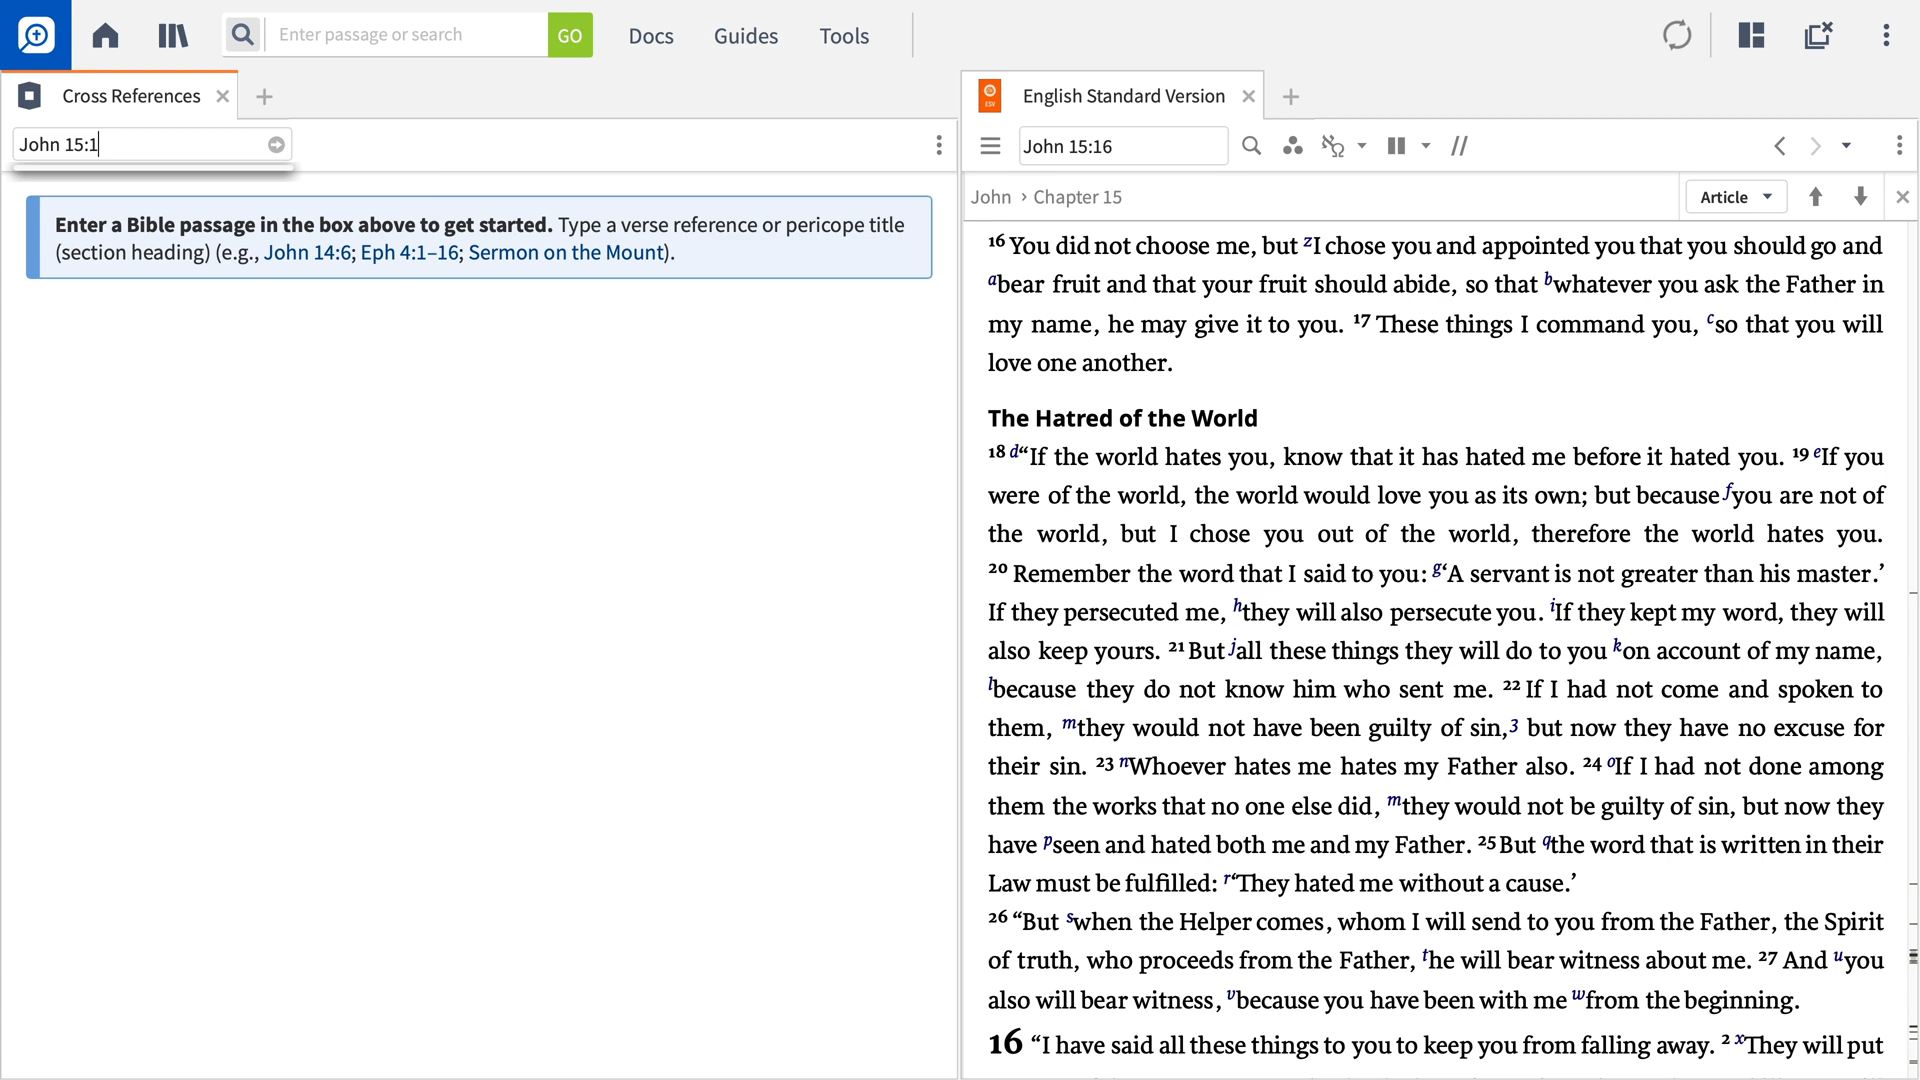 Enter passage or search
GO
Docs
Guides
Tools
Cross References
John 15:1
Enter a Bible passage in the box above to get started. Type a verse reference or pericope title
(section heading) (e.g., John 14:6; Eph 4:1–16; Sermon on the Mount).
ESV
English Standard Version
John 15:16
John › Chapter 15
Article
16 You did not choose me, but zI chose you and appointed you that you should go and
abear fruit and that your fruit should abide, so that bwhatever you ask the Father in
my name, he may give it to you. 17 These things I command you, cso that you will
love one another.
The Hatred of the World
18 d“If the world hates you, know that it has hated me before it hated you. 19 eIf you
were of the world, the world would love you as its own; but because fyou are not of
the world, but I chose you out of the world, therefore the world hates you.
20 Remember the word that I said to you: g‘A servant is not greater than his master.’
If they persecuted me, hthey will also persecute you. iIf they kept my word, they will
also keep yours. 21 But jall these things they will do to you kon account of my name,
lbecause they do not know him who sent me. 22 If I had not come and spoken to
them, mthey would not have been guilty of sin,3 but now they have no excuse for
their sin. 23 nWhoever hates me hates my Father also. 24 oIf I had not done among
them the works that no one else did, mthey would not be guilty of sin, but now they
have pseen and hated both me and my Father. 25 But qthe word that is written in their
Law must be fulfilled: r‘They hated me without a cause.’
26 “But swhen the Helper comes, whom I will send to you from the Father, the Spirit
of truth, who proceeds from the Father, the will bear witness about me. 27 And uyou
also will bear witness, vbecause you have been with me wfrom the beginning.
16 “I have said all these things to you to keep you from falling away. 2 xThey will put